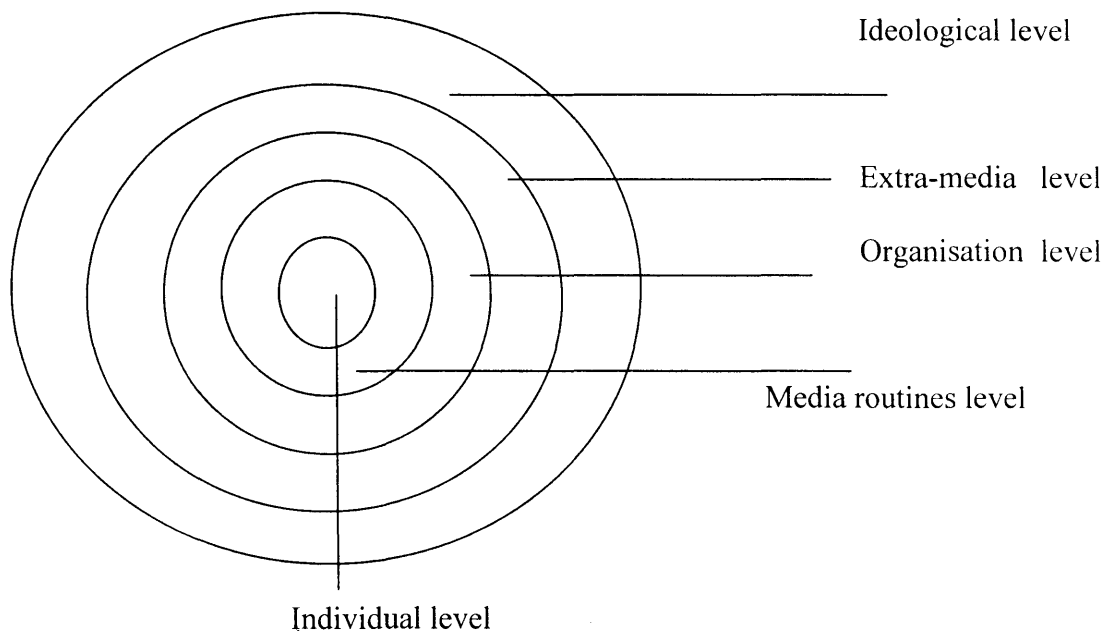 Ideological level
Extra-media level
Organisation level
Media routines level
Individual level